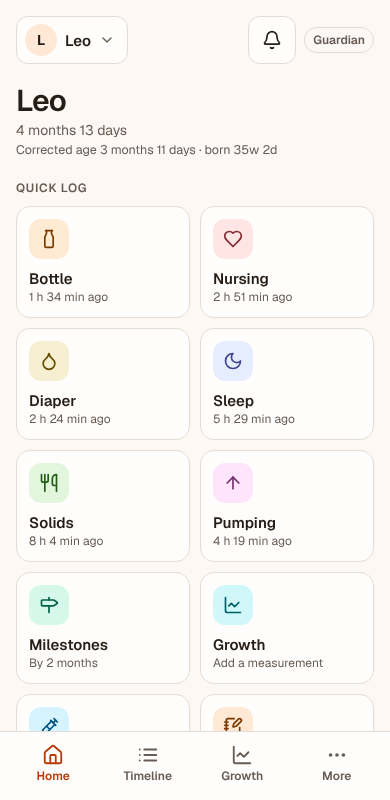 L Leo
Guardian
Leo
4 months 13 days
Corrected age 3 months 11 days · born 35w 2d
QUICK LOG
Bottle
1 h 34 min ago
Nursing
2 h 51 min ago
Diaper
2 h 24 min ago
Sleep
5 h 29 min ago
Solids
8 h 4 min ago
Pumping
4 h 19 min ago
Milestones
By 2 months
Growth
Add a measurement
Home
Timeline
Growth
More